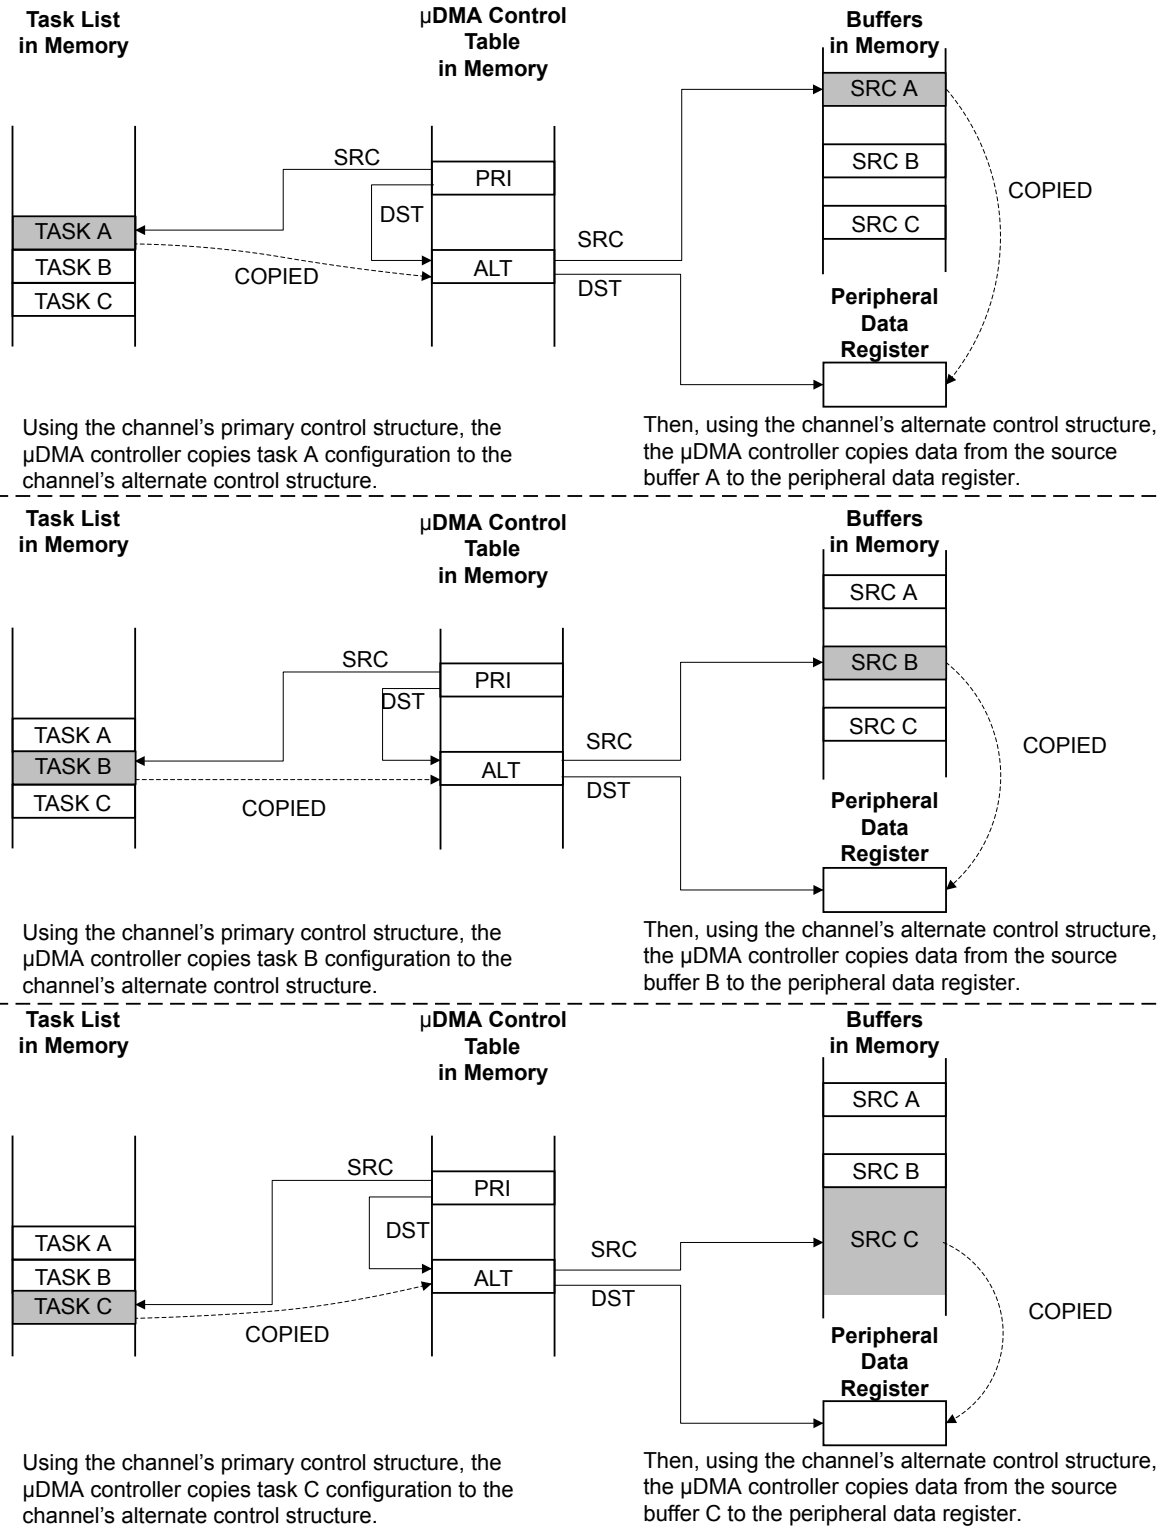 Task List
in Memory
µDMA Control
Table
in Memory
Buffers
in Memory
SRC A
SRC B
SRC C
SRC
PRI
DST
TASK A
TASK B
TASK C
COPIED
ALT
SRC
DST
COPIED
Peripheral
Data
Register
Using the channel's primary control structure, the
µDMA controller copies task A configuration to the
channel's alternate control structure.
Then, using the channel's alternate control structure,
the µDMA controller copies data from the source
buffer A to the peripheral data register.
Task List
in Memory
µDMA Control
Table
in Memory
Buffers
in Memory
SRC A
SRC B
SRC C
SRC
PRI
DST
TASK A
TASK B
TASK C
COPIED
ALT
SRC
DST
COPIED
Peripheral
Data
Register
Using the channel's primary control structure, the
µDMA controller copies task B configuration to the
channel's alternate control structure.
Then, using the channel's alternate control structure,
the µDMA controller copies data from the source
buffer B to the peripheral data register.
Task List
in Memory
µDMA Control
Table
in Memory
Buffers
in Memory
SRC A
SRC B
SRC C
SRC
PRI
DST
TASK A
TASK B
TASK C
COPIED
ALT
SRC
DST
COPIED
Peripheral
Data
Register
Using the channel's primary control structure, the
µDMA controller copies task C configuration to the
channel's alternate control structure.
Then, using the channel's alternate control structure,
the µDMA controller copies data from the source
buffer C to the peripheral data register.